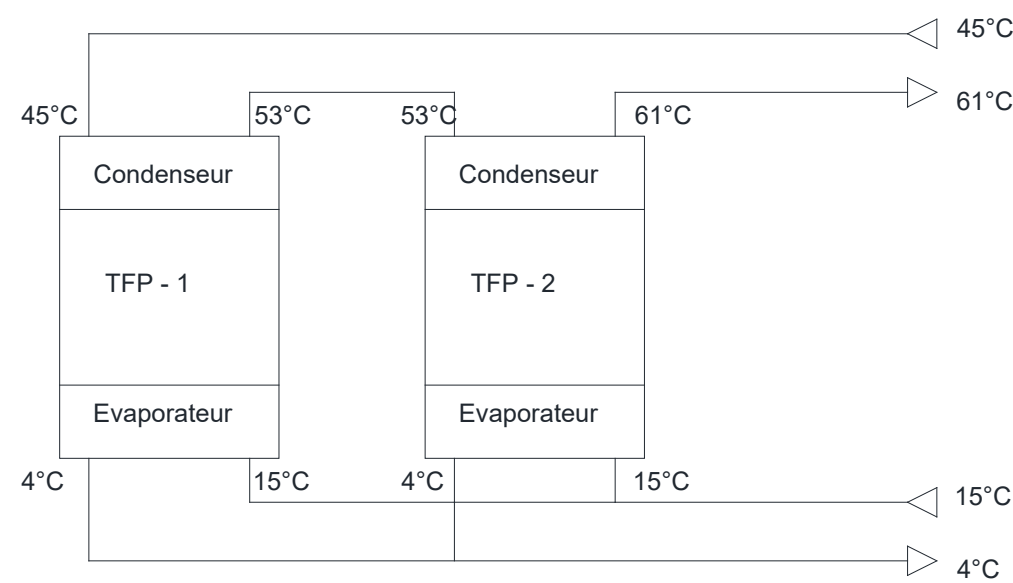 45°C
61°C
45°C 53°C 53°C 61°C
Condenseur Condenseur
TFP - 1 TFP - 2
Evaporateur Evaporateur
4°C 15°C 4°C 15°C
15°C
4°C